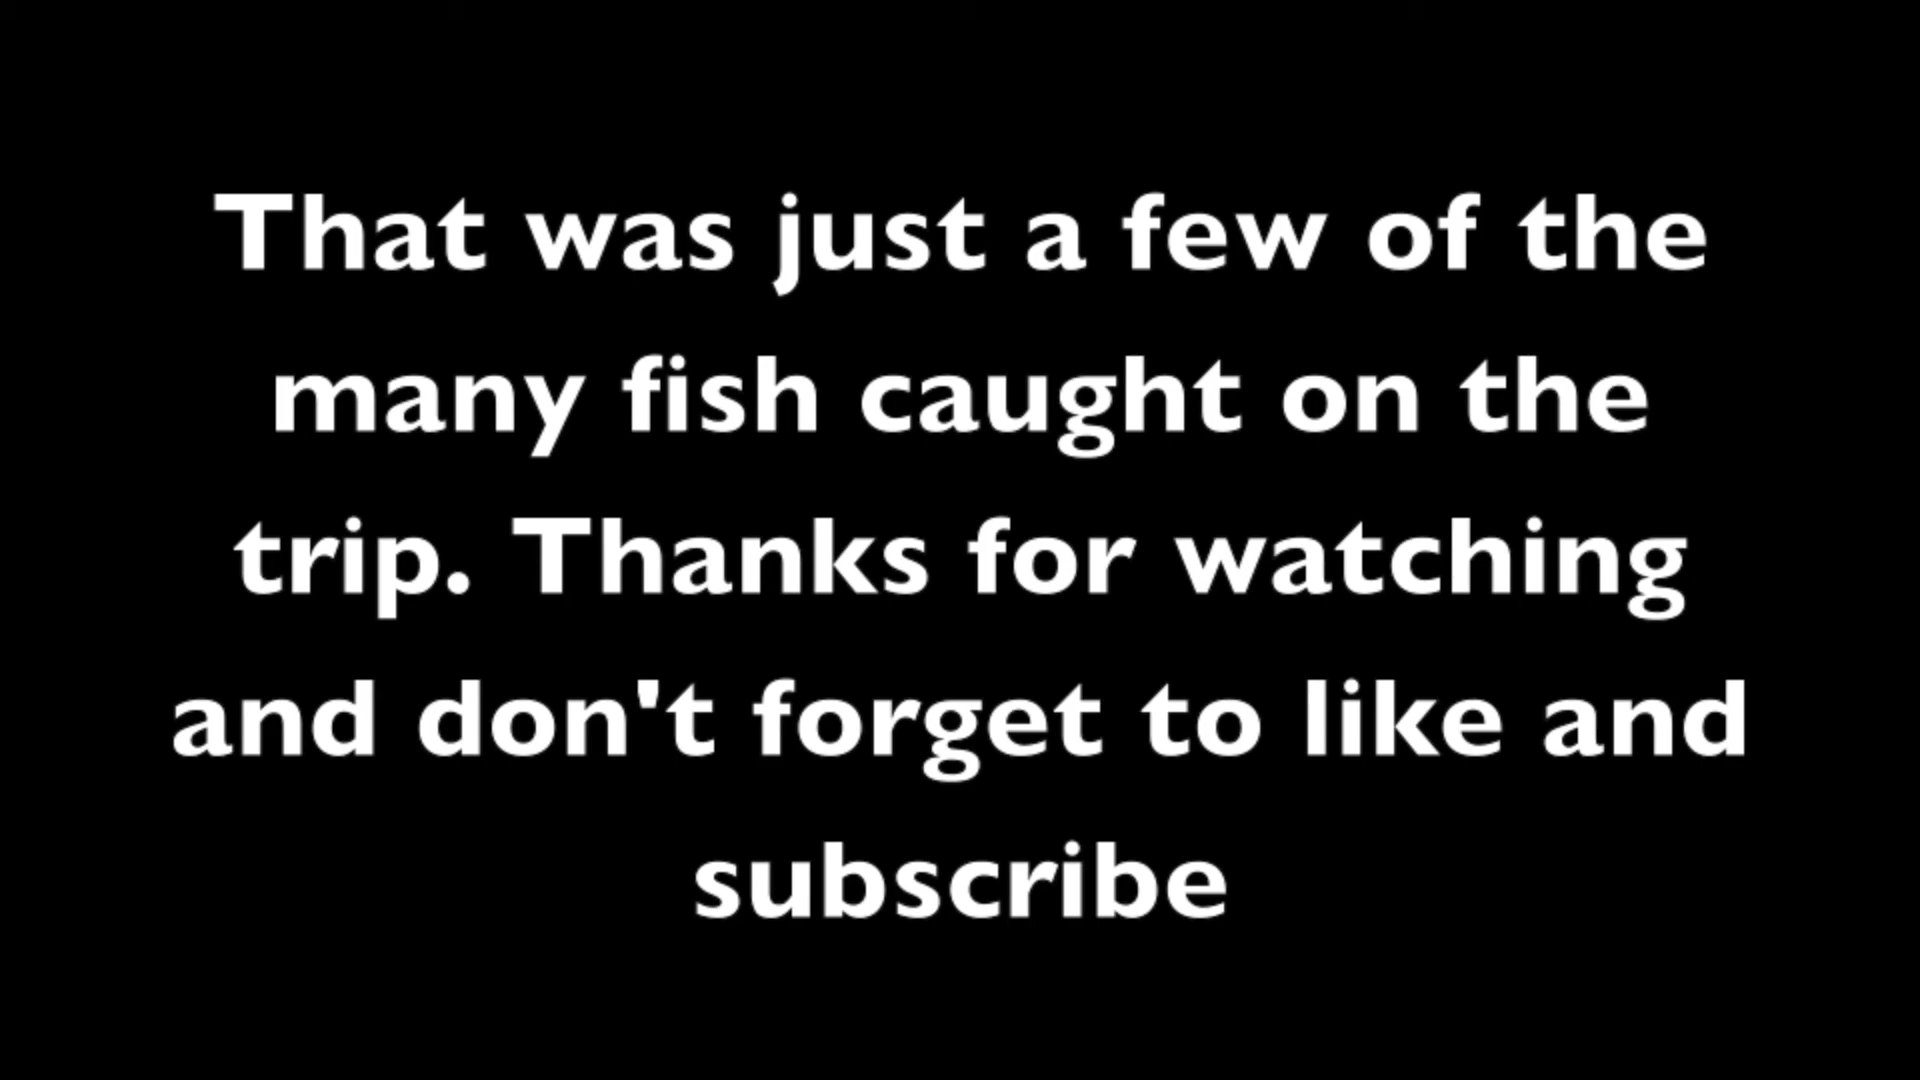 That was just a few of the
many fish caught on the
trip. Thanks for watching
and don't forget to like and
subscribe